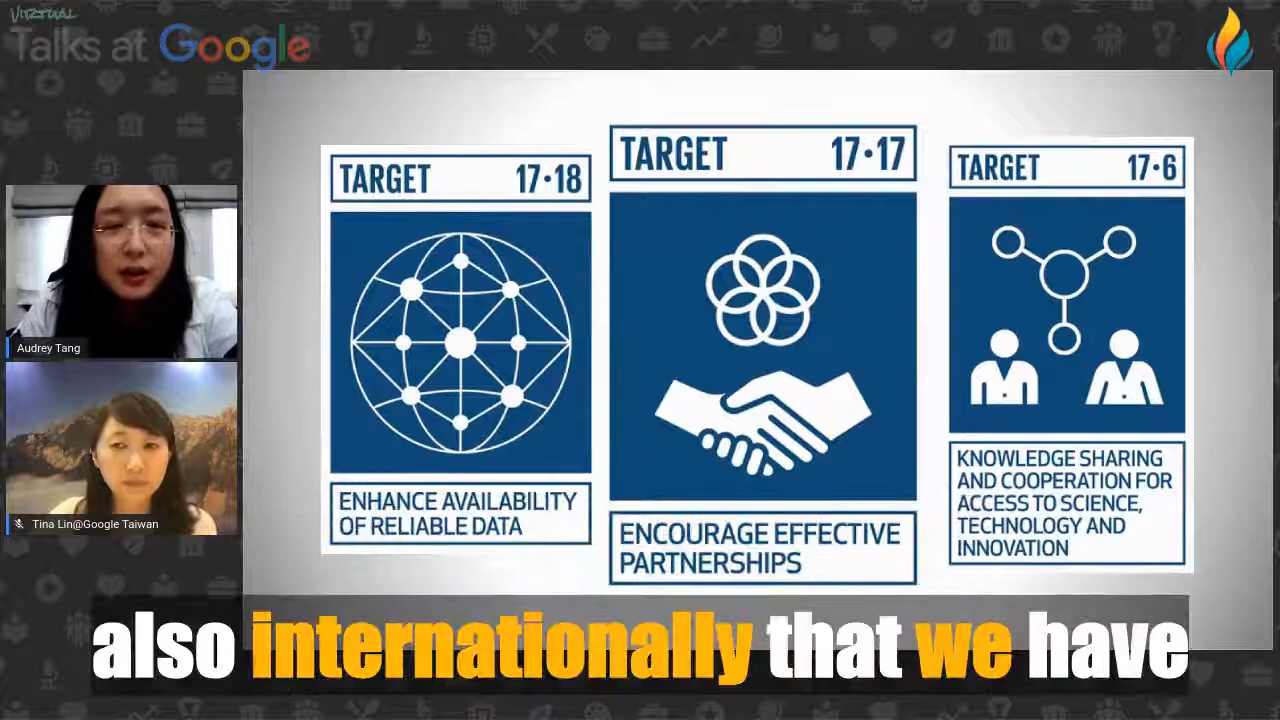 Virtual
Talks at Google
TARGET 17·18
ENHANCE AVAILABILITY
OF RELIABLE DATA
TARGET 17·17
ENCOURAGE EFFECTIVE
PARTNERSHIPS
TARGET 17·6
KNOWLEDGE SHARING
AND COOPERATION FOR
ACCESS TO SCIENCE,
TECHNOLOGY AND
INNOVATION
Audrey Tang
Tina Lin@Google Taiwan
also internationally that we have